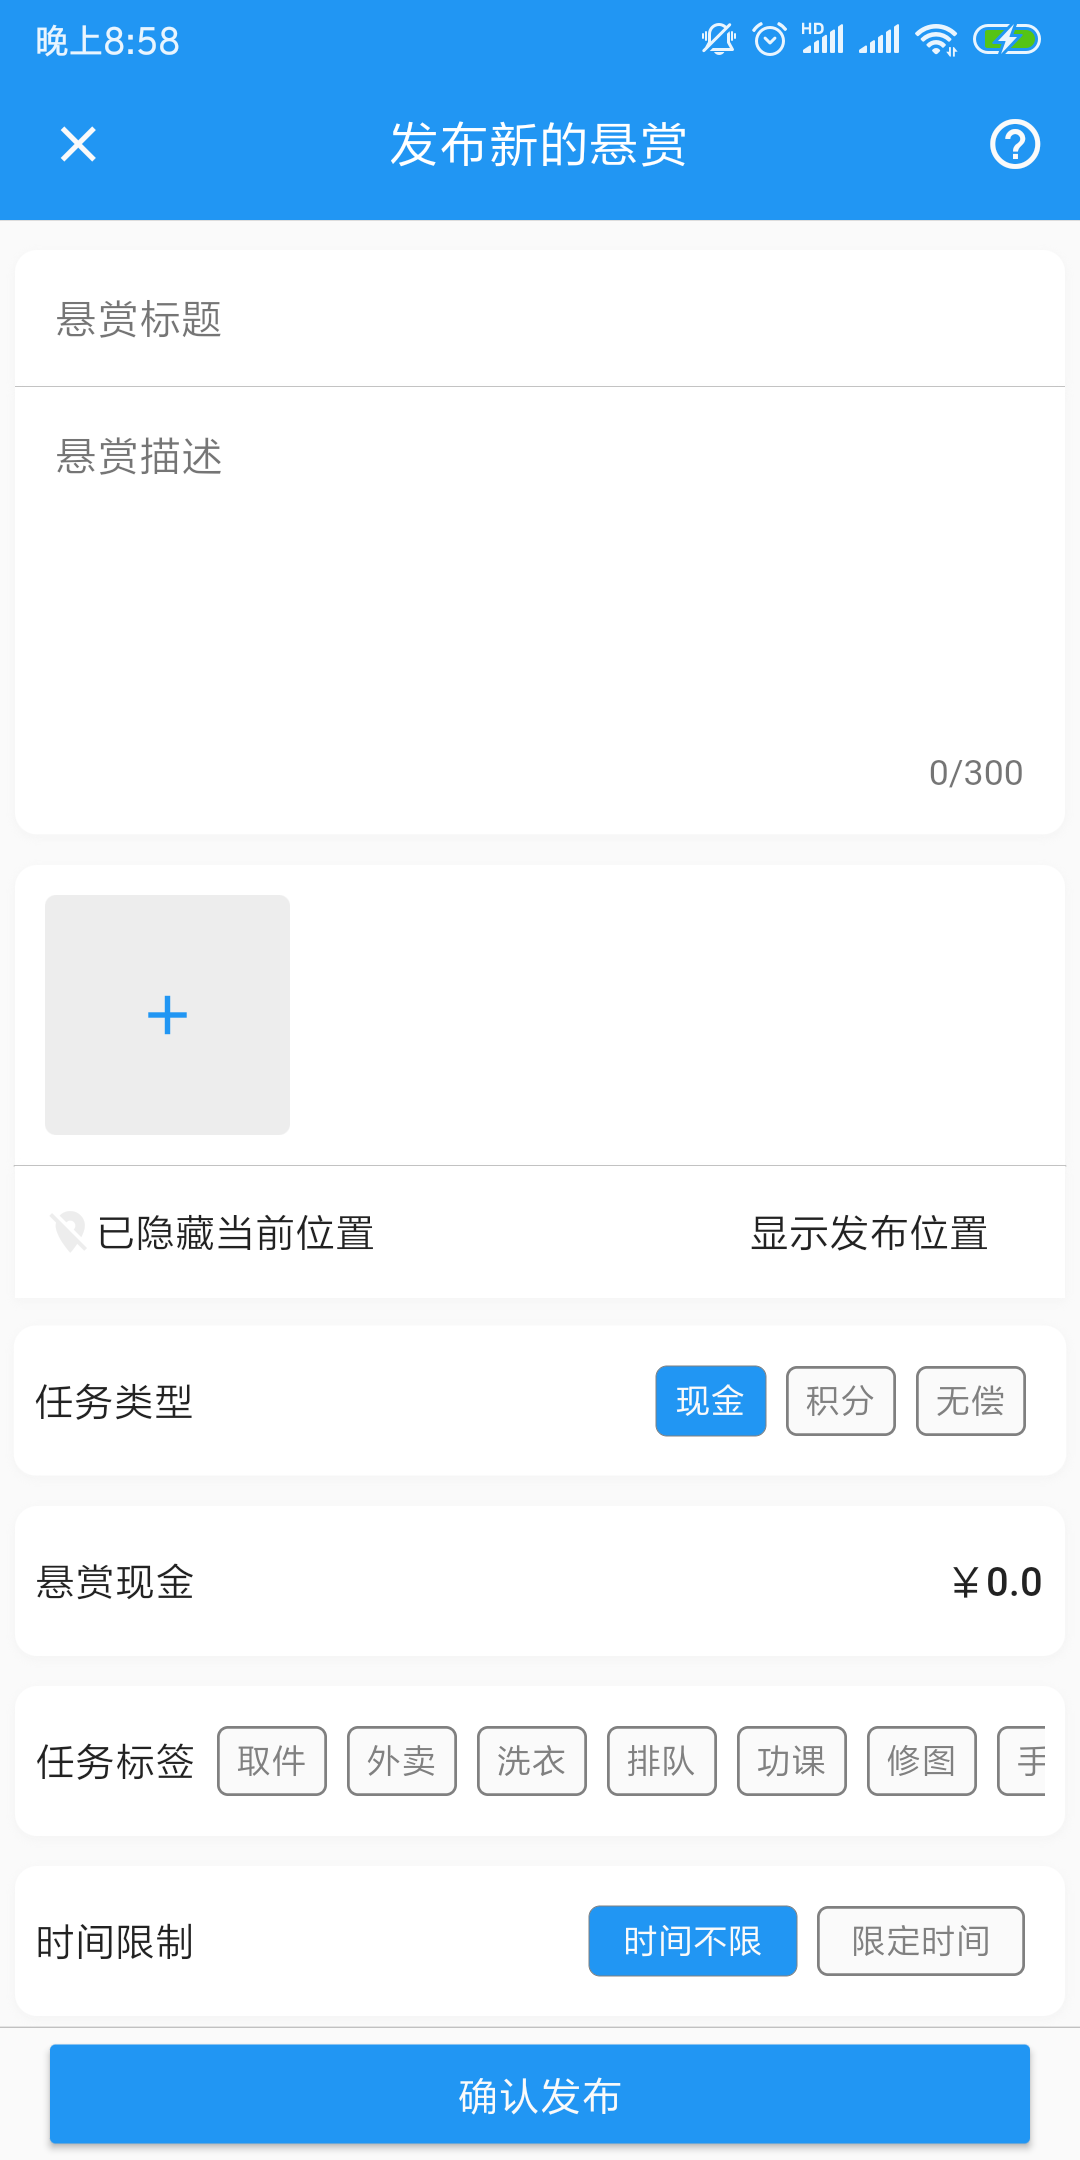 晚上8:58
HD
发布新的悬赏
悬赏标题
悬赏描述
0/300
已隐藏当前位置 显示发布位置
任务类型 现金 积分 无偿
悬赏现金 ￥0.0
任务标签 取件 外卖 洗衣 排队 功课 修图 手
时间限制 时间不限 限定时间
确认发布